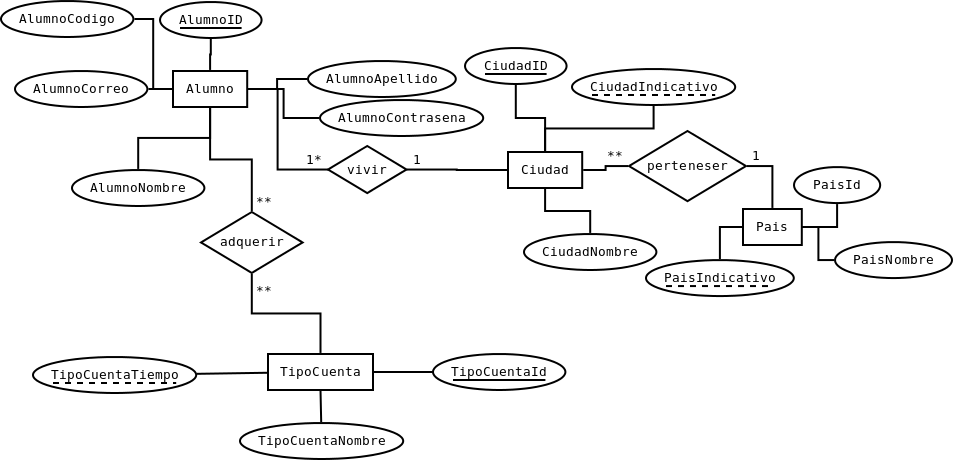 AlumnoCodigo
AlumnoID
CiudadID
AlumnoCorreo
Alumno
AlumnoApellido
CiudadIndicativo
AlumnoContrasena
1*
1
**
1
vivir
Ciudad
perteneser
PaisId
AlumnoNombre
**
Pais
adquerir
CiudadNombre
PaisNombre
PaisIndicativo
**
TipoCuentaTiempo
TipoCuenta
TipoCuentaId
TipoCuentaNombre